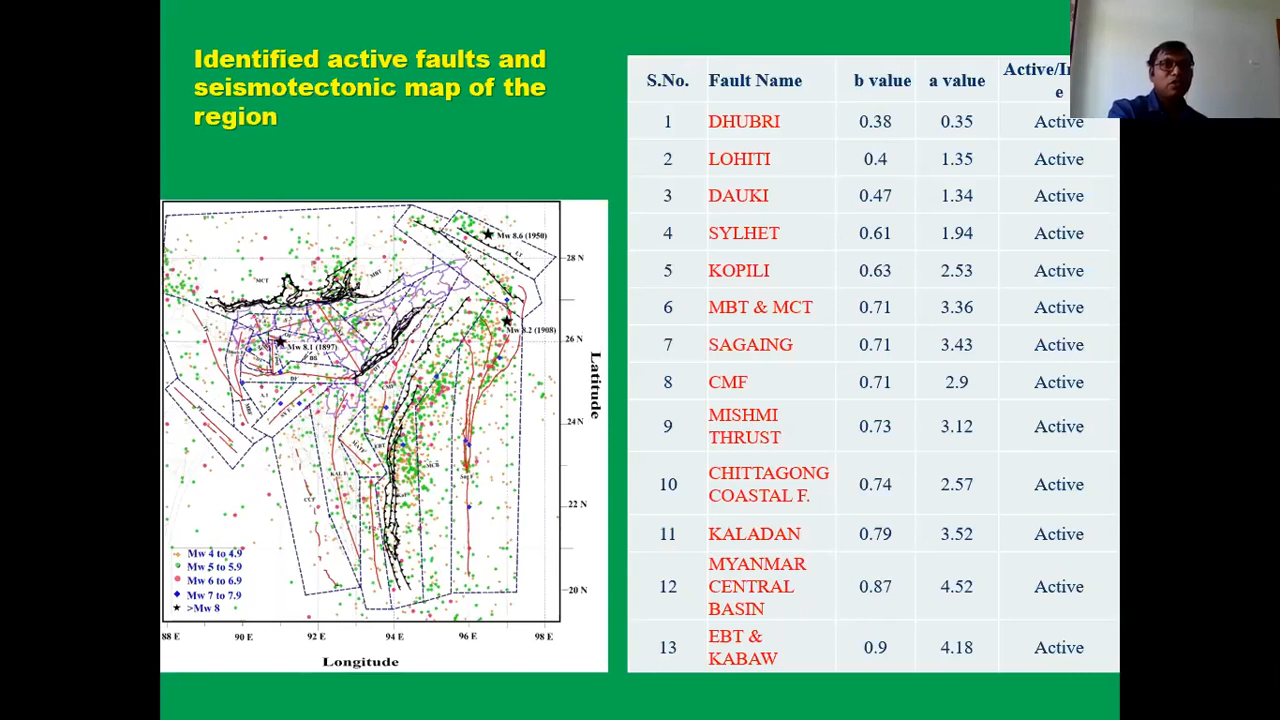 Identified active faults and
seismotectonic map of the
region
S.No. Fault Name b value a value Active/In
e
1 DHUBRI 0.38 0.35 Active
2 LOHITI 0.4 1.35 Active
3 DAUKI 0.47 1.34 Active
4 SYLHET 0.61 1.94 Active
5 KOPILI 0.63 2.53 Active
6 MBT & MCT 0.71 3.36 Active
7 SAGAING 0.71 3.43 Active
8 CMF 0.71 2.9 Active
9 MISHMI
THRUST 0.73 3.12 Active
10 CHITTAGONG
COASTAL F. 0.74 2.57 Active
11 KALADAN 0.79 3.52 Active
12 MYANMAR
CENTRAL
BASIN 0.87 4.52 Active
13 EBT &
KABAW 0.9 4.18 Active
Mw 8.6 (1950)
28 N
MCT
MBT
Mw 8.2 (1908)
26 N
Mw 8.1 (1897)
BS
DF
24 N
EBT
MCB
CCF
22 N
20 N
Mw 4 to 4.9
Mw 5 to 5.9
Mw 6 to 6.9
Mw 7 to 7.9
>Mw 8
88 E 90 E 92 E 94 E 96 E 98 E
Longitude
Latitude